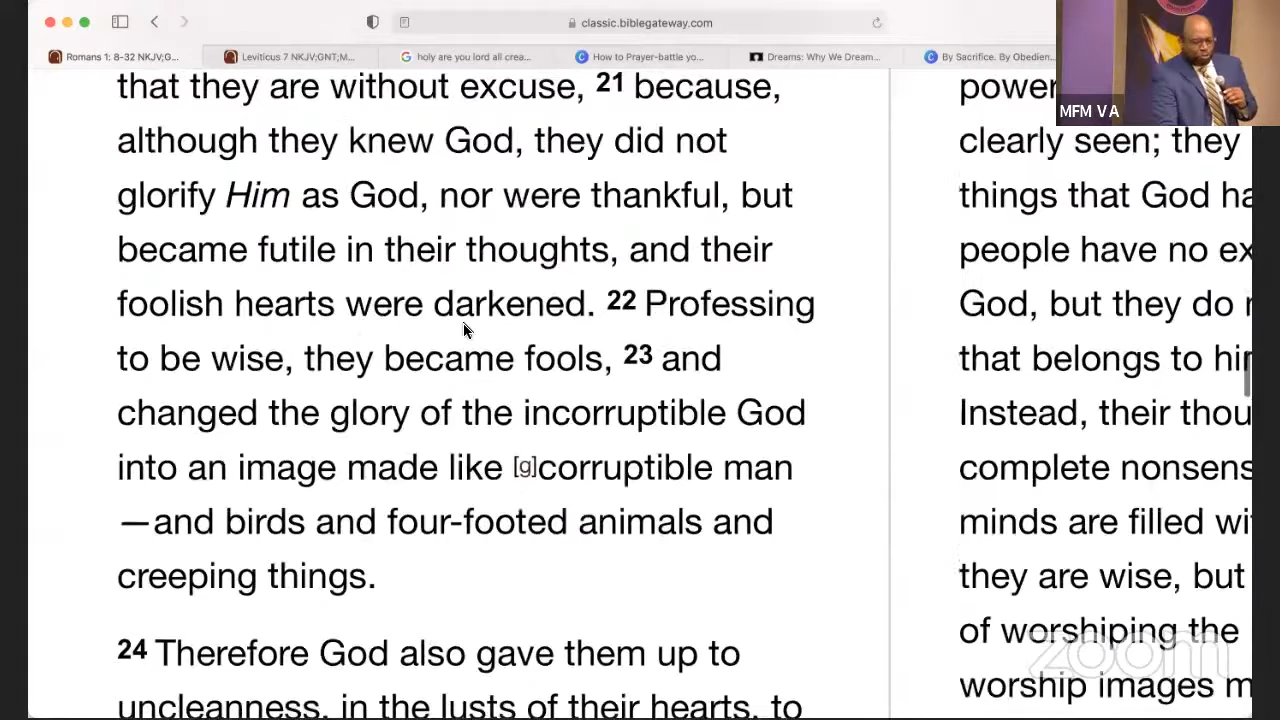 classic.biblegateway.com
Romans 1: 8-32 NKJV;G...
Leviticus 7 NKJV;GNT;M...
holy are you lord all crea...
How to Prayer-battle yo...
Dreams: Why We Dream...
By Sacrifice. By Obedien...
MFM V A
that they are without excuse, 21 because,
although they knew God, they did not
glorify Him as God, nor were thankful, but
became futile in their thoughts, and their
foolish hearts were darkened. 22 Professing
to be wise, they became fools, 23 and
changed the glory of the incorruptible God
into an image made like [g]corruptible man
—and birds and four-footed animals and
creeping things.
24 Therefore God also gave them up to
uncleanness, in the lusts of their hearts, to
power
clearly seen; they
things that God ha
people have no ex
God, but they do
that belongs to hi
Instead, their thou
complete nonsens
minds are filled wi
they are wise, but
of worshiping the
worship images m
zoom